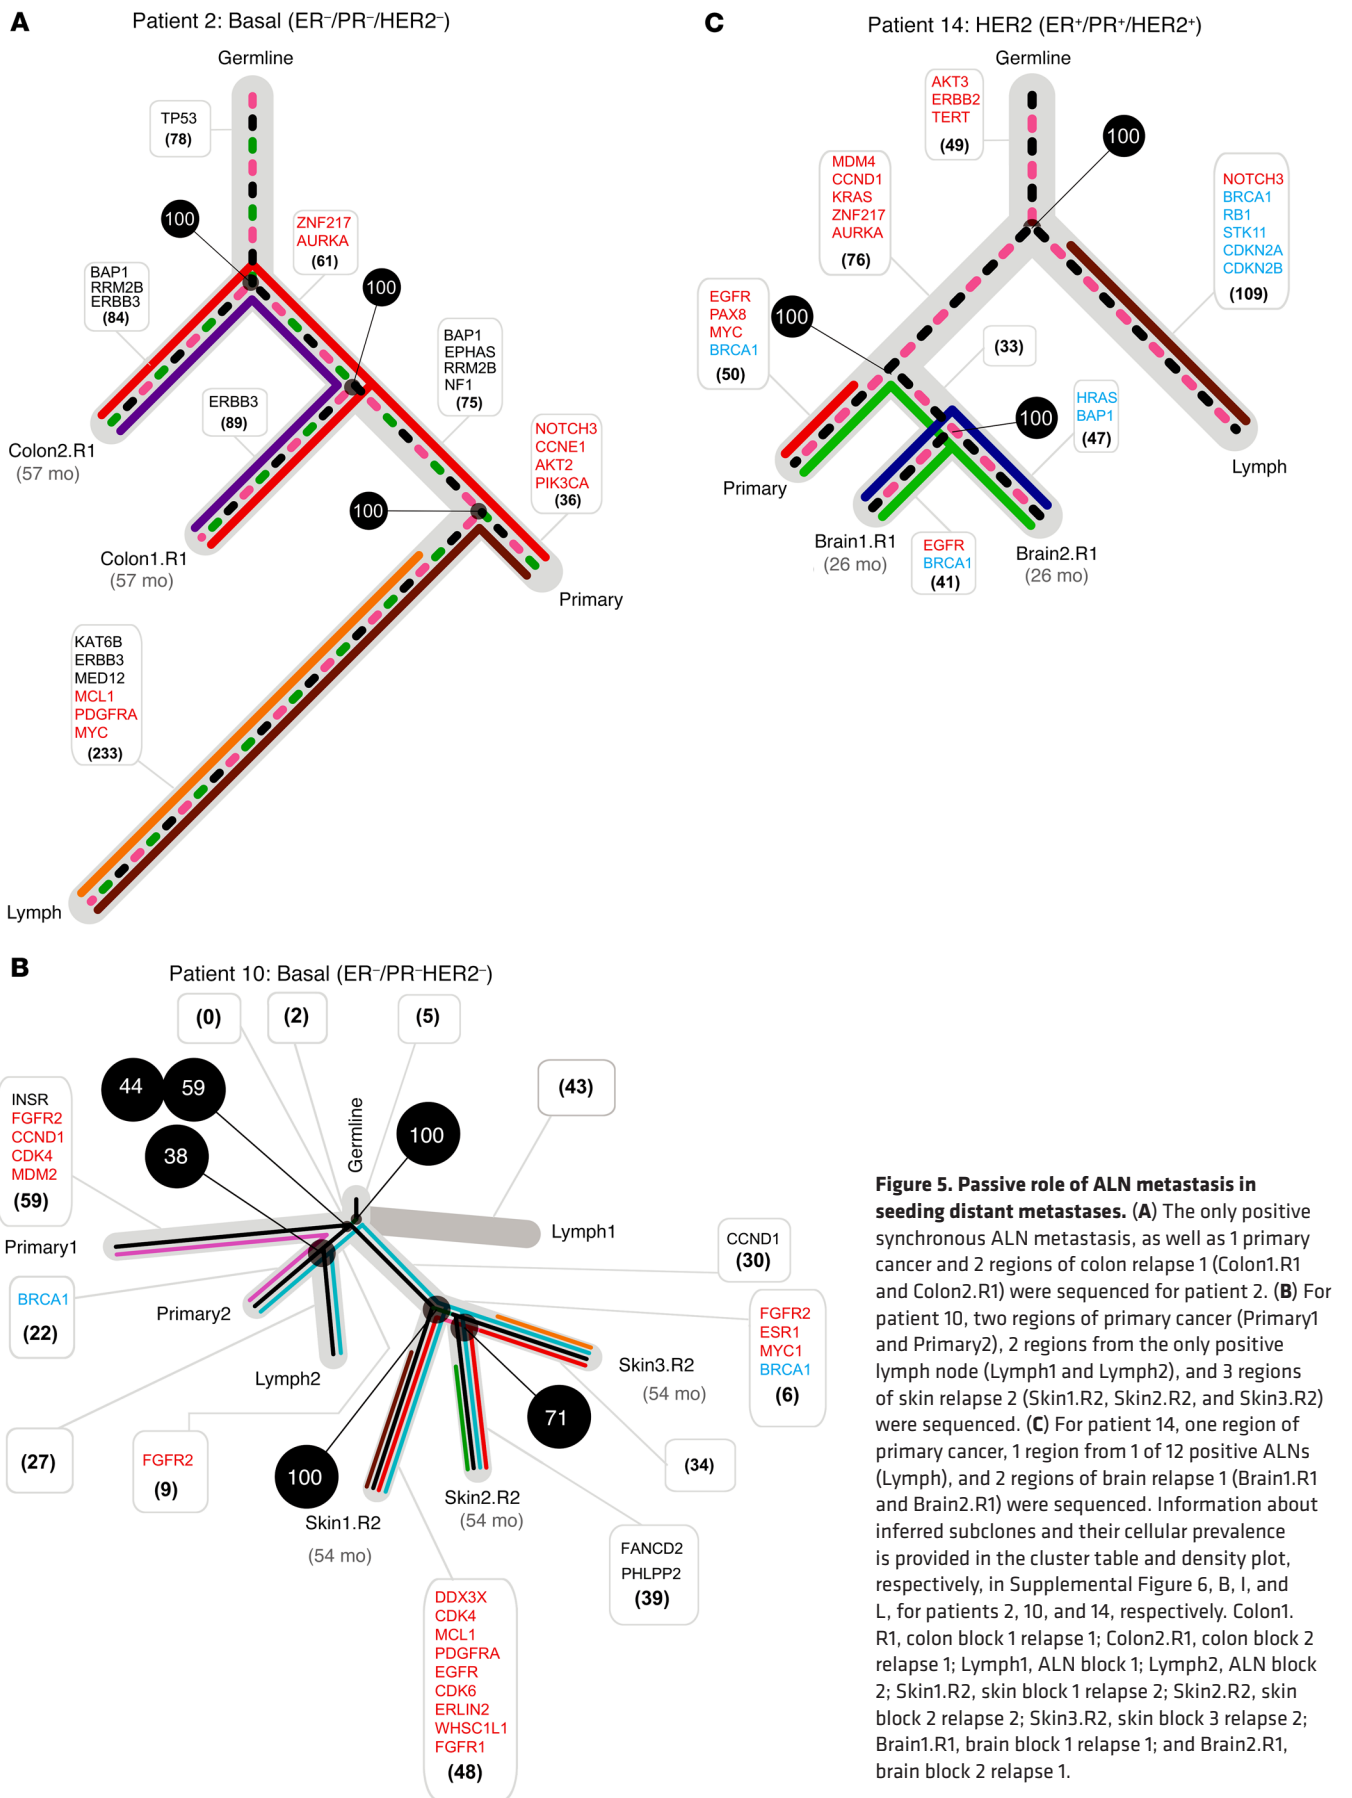 A
Patient 2: Basal (ER⁻/PR⁻/HER2⁻)
Germline
TP53
(78)
100
ZNF217
AURKA
(61)
100
BAP1
RRM2B
ERBB3
(84)
BAP1
EPHAS
RRM2B
NF1
(75)
ERBB3
(89)
NOTCH3
CCNE1
AKT2
PIK3CA
(36)
Colon2.R1
(57 mo)
100
Colon1.R1
(57 mo)
Primary
KAT6B
ERBB3
MED12
MCL1
PDGFRA
MYC
(233)
Lymph
C
Patient 14: HER2 (ER⁺/PR⁺/HER2⁺)
Germline
AKT3
ERBB2
TERT
(49)
100
MDM4
CCND1
KRAS
ZNF217
AURKA
(76)
NOTCH3
BRCA1
RB1
STK11
CDKN2A
CDKN2B
(109)
EGFR
PAX8
MYC
BRCA1
(50)
100
(33)
HRAS
BAP1
(47)
100
Primary
Lymph
Brain1.R1
(26 mo)
EGFR
BRCA1
(41)
Brain2.R1
(26 mo)
B
Patient 10: Basal (ER⁻/PR⁻HER2⁻)
(0)
(2)
(5)
44
59
(43)
INSR
FGFR2
CCND1
CDK4
MDM2
(59)
38
Germline
100
Primary1
Lymph1
CCND1
(30)
BRCA1
(22)
Primary2
Lymph2
FGFR2
ESR1
MYC1
BRCA1
(6)
Skin3.R2
(54 mo)
71
(27)
FGFR2
(9)
100
(34)
Skin2.R2
(54 mo)
Skin1.R2
(54 mo)
FANCD2
PHLPP2
(39)
DDX3X
CDK4
MCL1
PDGFRA
EGFR
CDK6
ERLIN2
WHSC1L1
FGFR1
(48)
Figure 5. Passive role of ALN metastasis in
seeding distant metastases. (A) The only positive
synchronous ALN metastasis, as well as 1 primary
cancer and 2 regions of colon relapse 1 (Colon1.R1
and Colon2.R1) were sequenced for patient 2. (B) For
patient 10, two regions of primary cancer (Primary1
and Primary2), 2 regions from the only positive
lymph node (Lymph1 and Lymph2), and 3 regions
of skin relapse 2 (Skin1.R2, Skin2.R2, and Skin3.R2)
were sequenced. (C) For patient 14, one region of
primary cancer, 1 region from 1 of 12 positive ALNs
(Lymph), and 2 regions of brain relapse 1 (Brain1.R1
and Brain2.R1) were sequenced. Information about
inferred subclones and their cellular prevalence
is provided in the cluster table and density plot,
respectively, in Supplemental Figure 6, B, I, and
L, for patients 2, 10, and 14, respectively. Colon1.
R1, colon block 1 relapse 1; Colon2.R1, colon block 2
relapse 1; Lymph1, ALN block 1; Lymph2, ALN block
2; Skin1.R2, skin block 1 relapse 2; Skin2.R2, skin
block 2 relapse 2; Skin3.R2, skin block 3 relapse 2;
Brain1.R1, brain block 1 relapse 1; and Brain2.R1,
brain block 2 relapse 1.